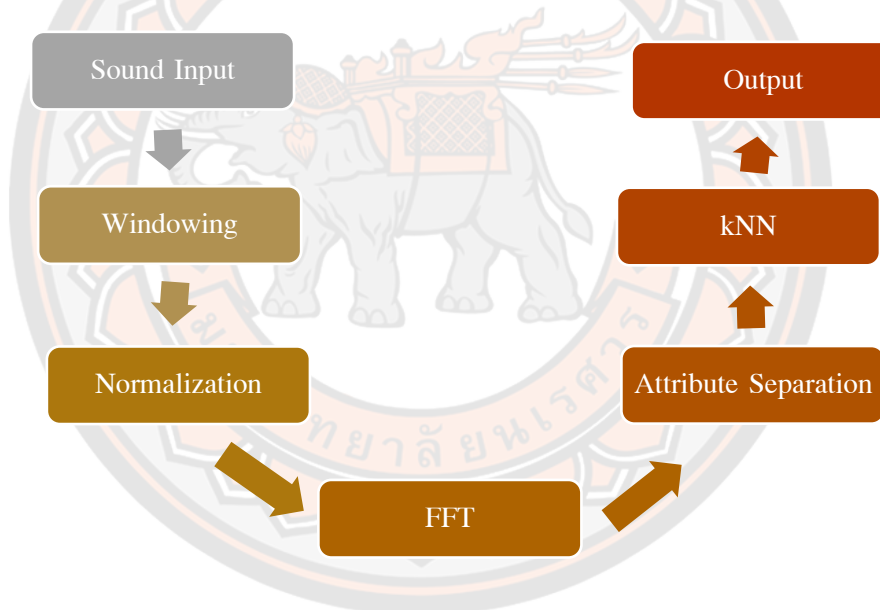 Sound Input
Windowing
Normalization
FFT
Attribute Separation
kNN
Output